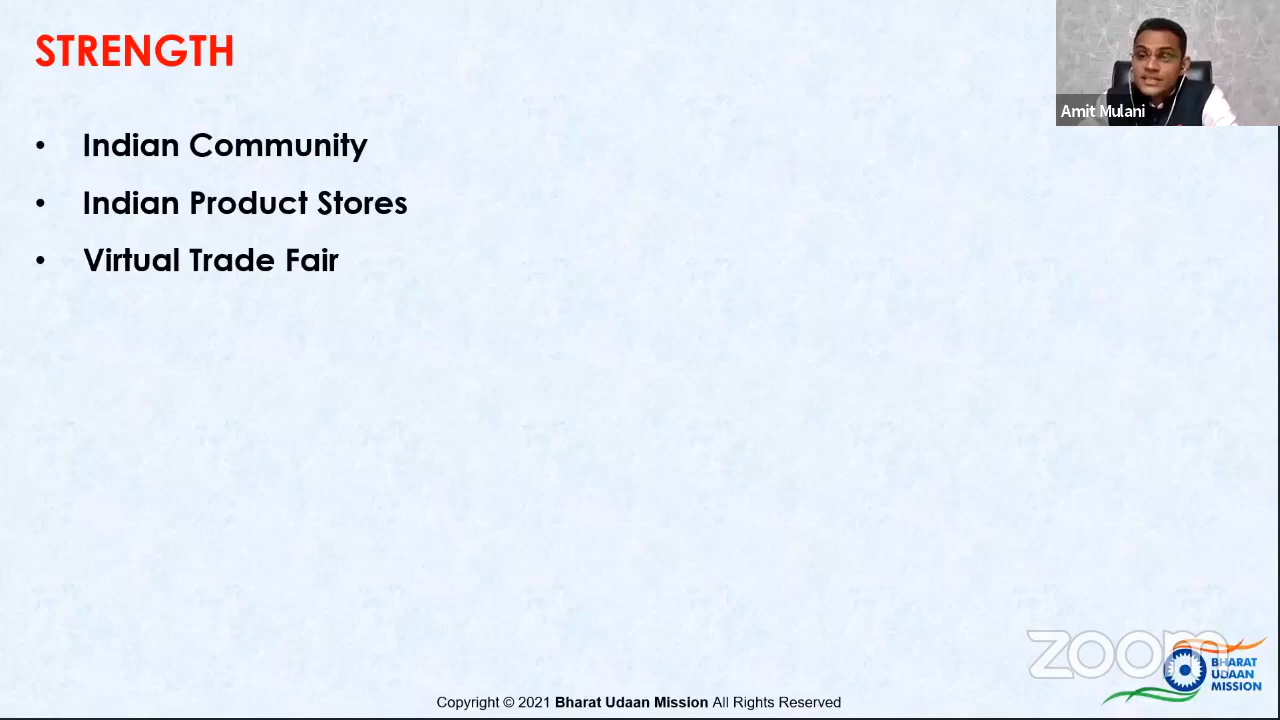 STRENGTH
Amit Mulani
• Indian Community
• Indian Product Stores
• Virtual Trade Fair
zoom
BHARAT
UDAAN
MISSION
Copyright © 2021 Bharat Udaan Mission All Rights Reserved